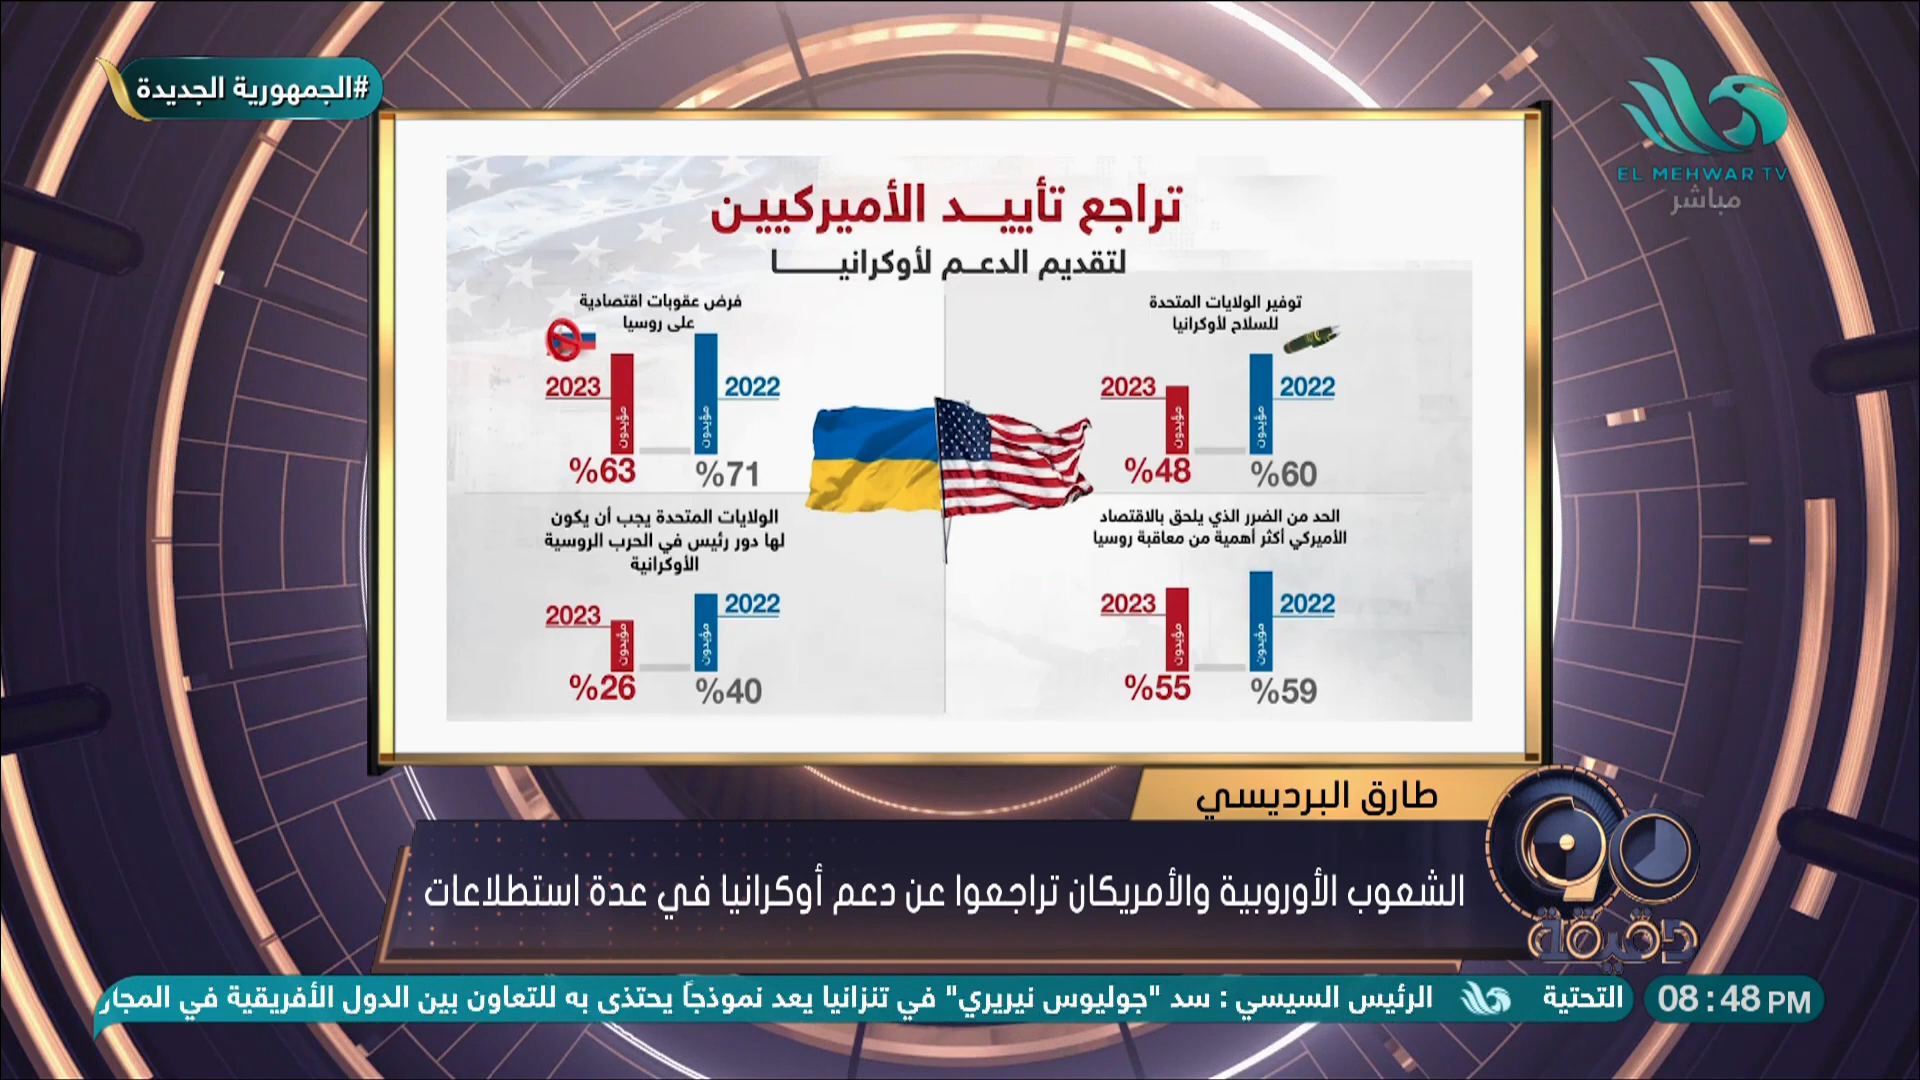 #الجمهورية الجديدة
EL MEHWAR TV
مباشر
تراجع تأييد الأميركيين
لتقديم الدعم لأوكرانيا
توفير الولايات المتحدة
للسلاح لأوكرانيا
2022
2023
مؤيدون
مؤيدون
%60
%48
فرض عقوبات اقتصادية
على روسيا
2022
2023
مؤيدون
مؤيدون
%71
%63
الحد من الضرر الذي يلحق بالاقتصاد
الأميركي أكثر أهمية من معاقبة روسيا
2022
2023
مؤيدون
مؤيدون
%59
%55
الولايات المتحدة يجب أن يكون
لها دور رئيس في الحرب الروسية
الأوكرانية
2022
2023
مؤيدون
مؤيدون
%40
%26
طارق البرديسي
90
دقيقة
الشعوب الأوروبية والأمريكان تراجعوا عن دعم أوكرانيا في عدة استطلاعات
08:48 PM
التحتية
الرئيس السيسي : سد "جوليوس نيريري" في تنزانيا يعد نموذجاً يحتذى به للتعاون بين الدول الأفريقية في المجار